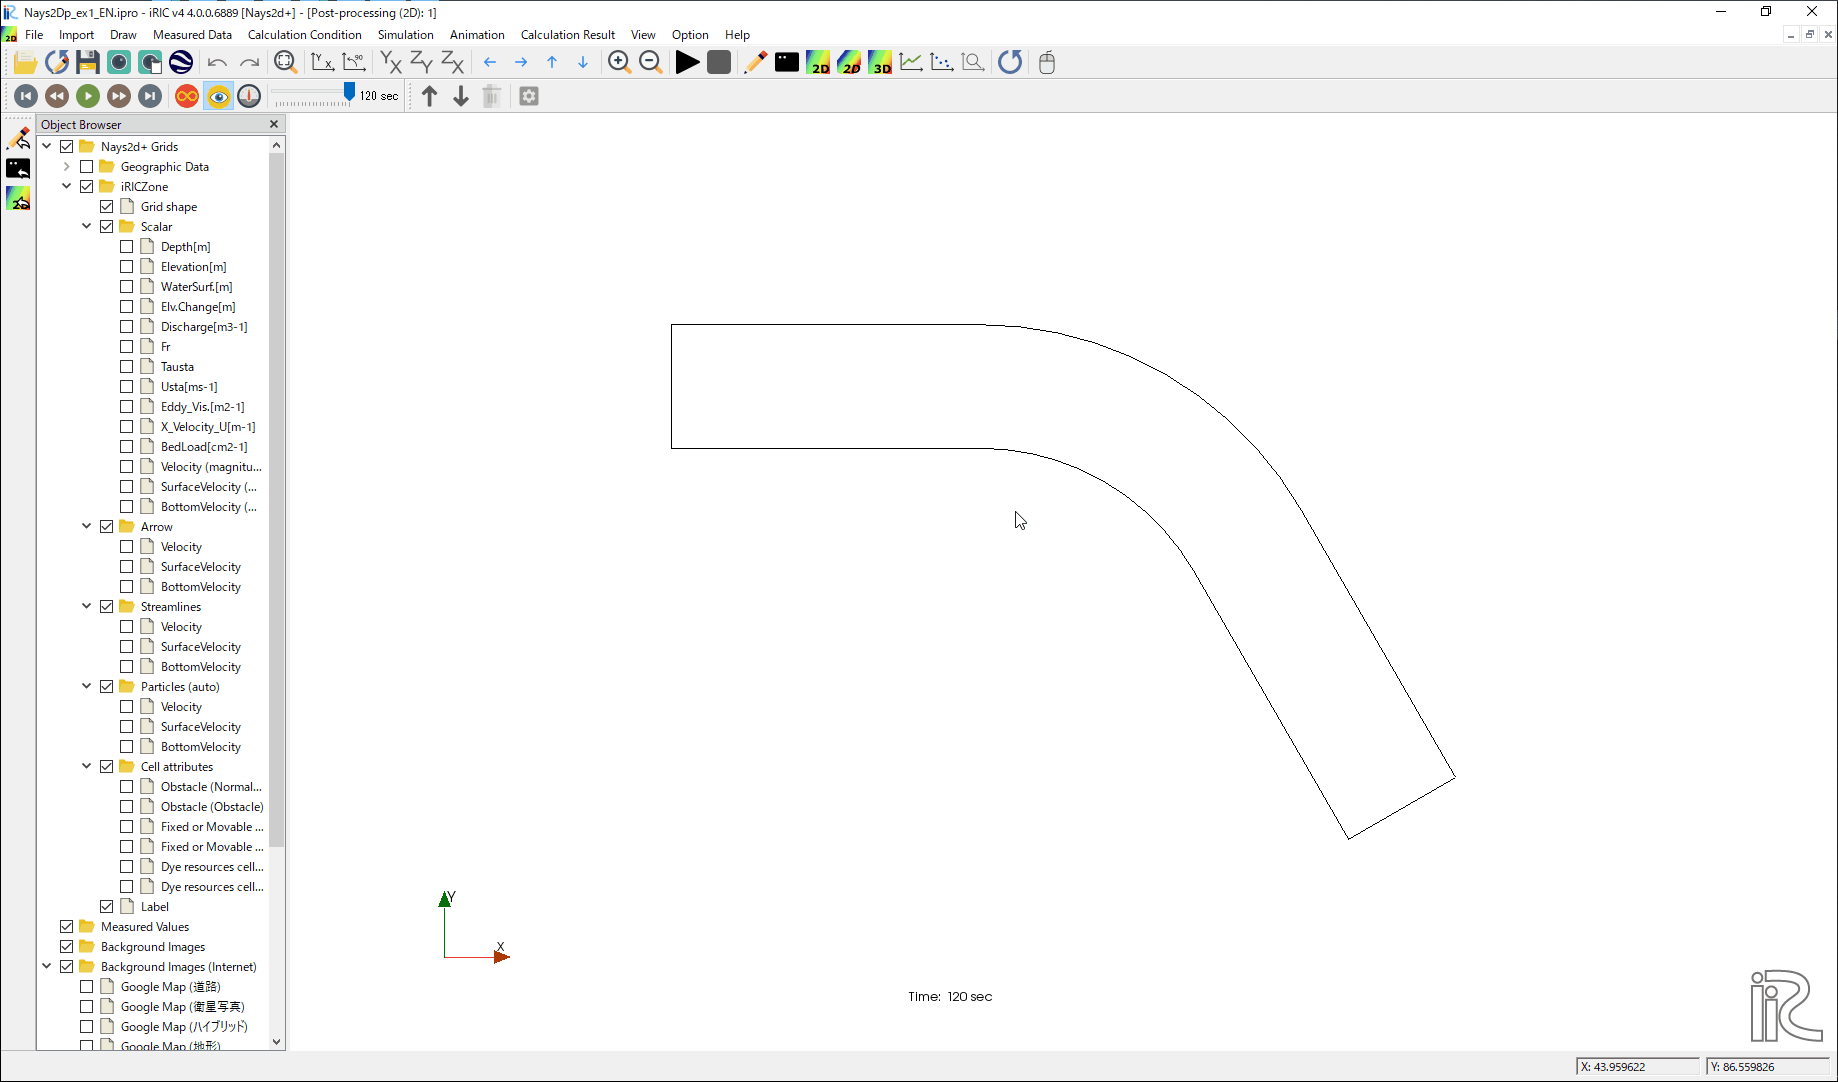 Nays2Dp_ex1_EN.ipro - iRIC v4 4.0.0.6889 [Nays2d+] - [Post-processing (2D): 1]
File Import Draw Measured Data Calculation Condition Simulation Animation Calculation Result View Option Help
120 sec
Object Browser
Nays2d+ Grids
Geographic Data
iRICZone
Grid shape
Scalar
Depth[m]
Elevation[m]
WaterSurf.[m]
Elv.Change[m]
Discharge[m3-1]
Fr
Tausta
Usta[ms-1]
Eddy_Vis.[m2-1]
X_Velocity_U[m-1]
BedLoad[cm2-1]
Velocity (magnitu...
SurfaceVelocity (...
BottomVelocity (...
Arrow
Velocity
SurfaceVelocity
BottomVelocity
Streamlines
Velocity
SurfaceVelocity
BottomVelocity
Particles (auto)
Velocity
SurfaceVelocity
BottomVelocity
Cell attributes
Obstacle (Normal...
Obstacle (Obstacle)
Fixed or Movable ...
Fixed or Movable ...
Dye resources cell...
Dye resources cell...
Label
Measured Values
Background Images
Background Images (Internet)
Google Map (道路)
Google Map (衛星写真)
Google Map (ハイブリッド)
Google Map (地形)
Y
X
Time: 120 sec
iRIC
X: 43.959622
Y: 86.559826